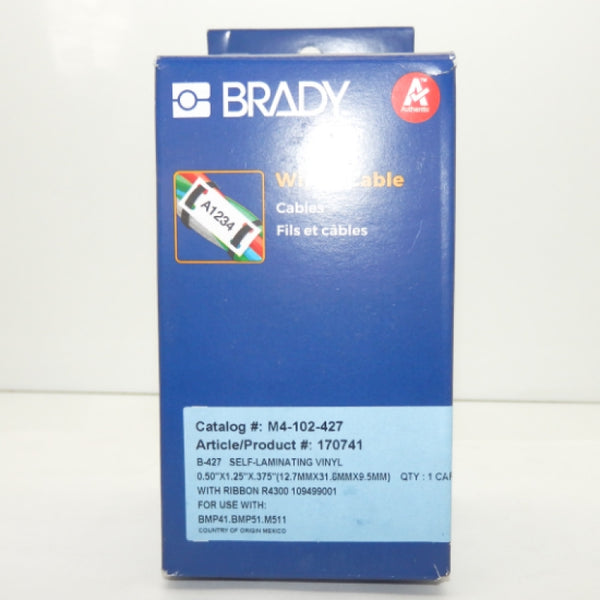 BRADY
A™
Authentic
A1234
Cable
Cables
Fils et câbles
Catalog #: M4-102-427
Article/Product #: 170741
B-427 SELF-LAMINATING VINYL
0.50"X1.25"X.375"(12.7MMX31.8MMX9.5MM) QTY : 1
WITH RIBBON R4300 109499001
FOR USE WITH:
BMP41.BMP51.M511
COUNTRY OF ORIGIN MEXICO